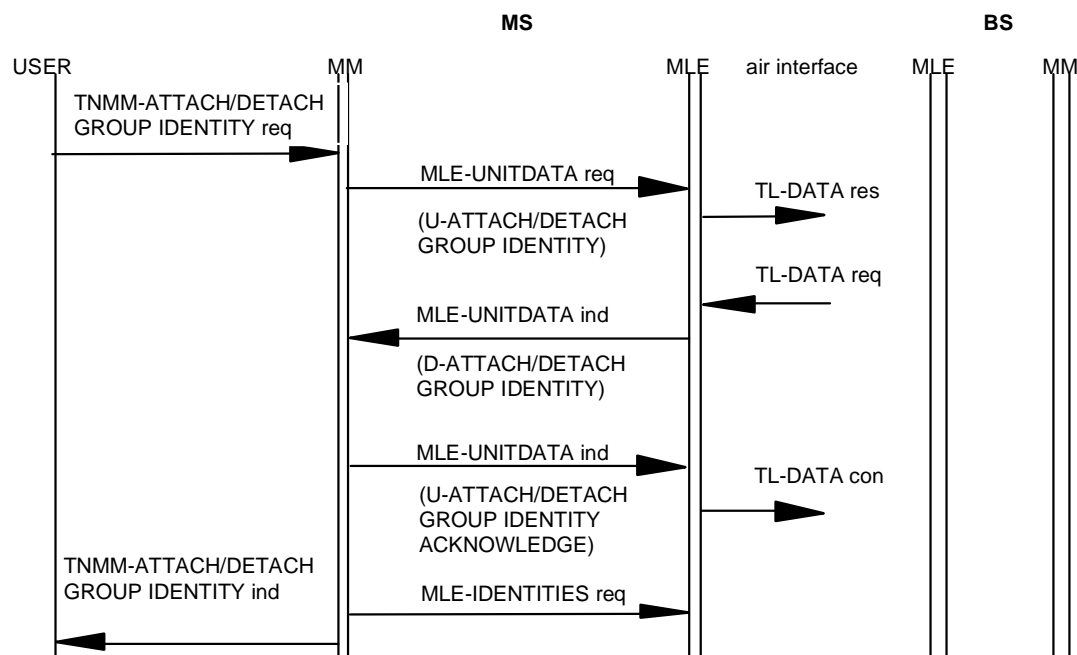 MS BS
USER MM MLE air interface MLE MM
TNMM-ATTACH/DETACH
GROUP IDENTITY req
MLE-UNITDATA req
TL-DATA res
(U-ATTACH/DETACH
GROUP IDENTITY)
TL-DATA req
MLE-UNITDATA ind
(D-ATTACH/DETACH
GROUP IDENTITY)
MLE-UNITDATA ind
TL-DATA con
(U-ATTACH/DETACH
GROUP IDENTITY
ACKNOWLEDGE)
TNMM-ATTACH/DETACH
GROUP IDENTITY ind
MLE-IDENTITIES req